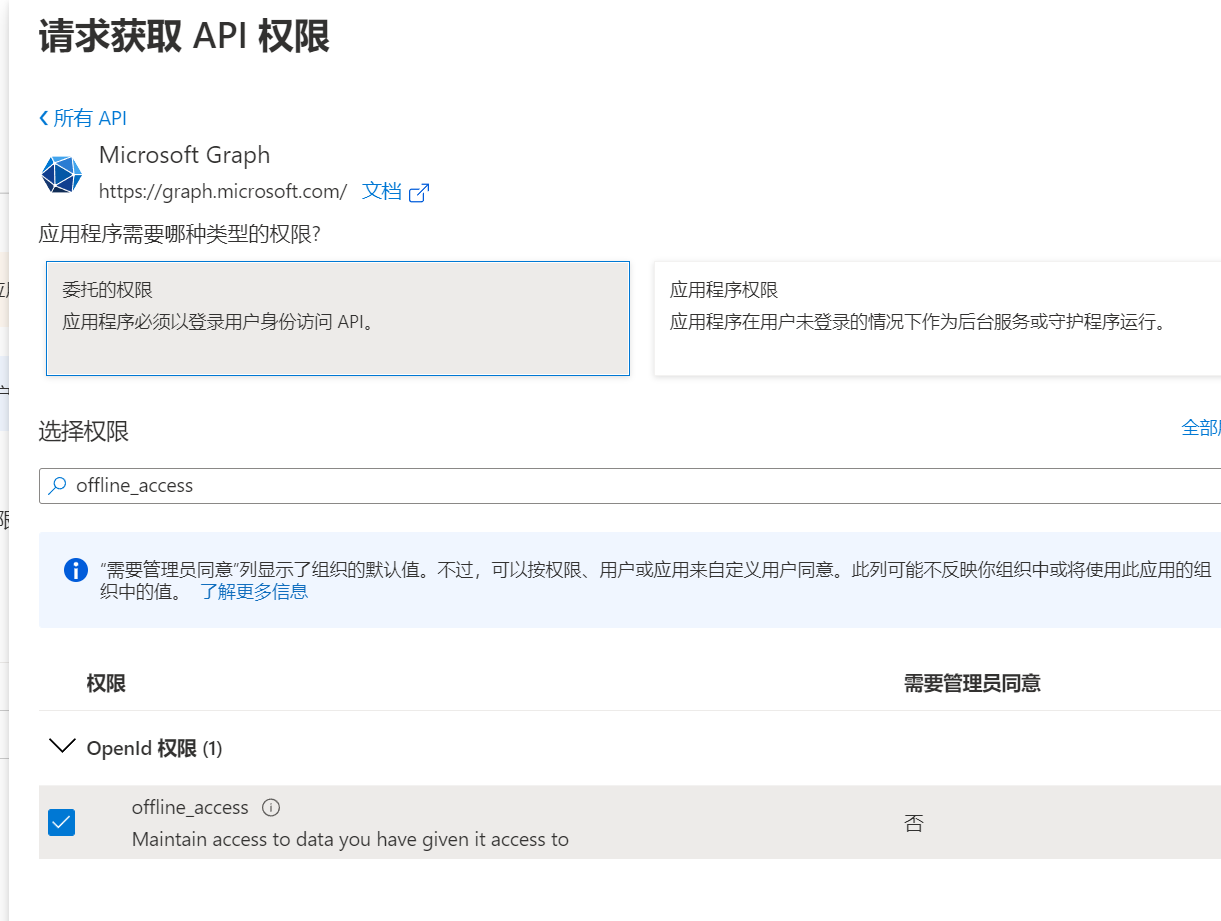 请求获取 API 权限
所有 API
Microsoft Graph
https://graph.microsoft.com/ 文档
应用程序需要哪种类型的权限?
委托的权限
应用程序必须以登录用户身份访问 API。
应用程序权限
应用程序在用户未登录的情况下作为后台服务或守护程序运行。
选择权限
全部
offline_access
“需要管理员同意”列显示了组织的默认值。不过，可以按权限、用户或应用来自定义用户同意。此列可能不反映你组织中或将使用此应用的组
织中的值。 了解更多信息
权限 需要管理员同意
OpenId 权限 (1)
offline_access
Maintain access to data you have given it access to
否